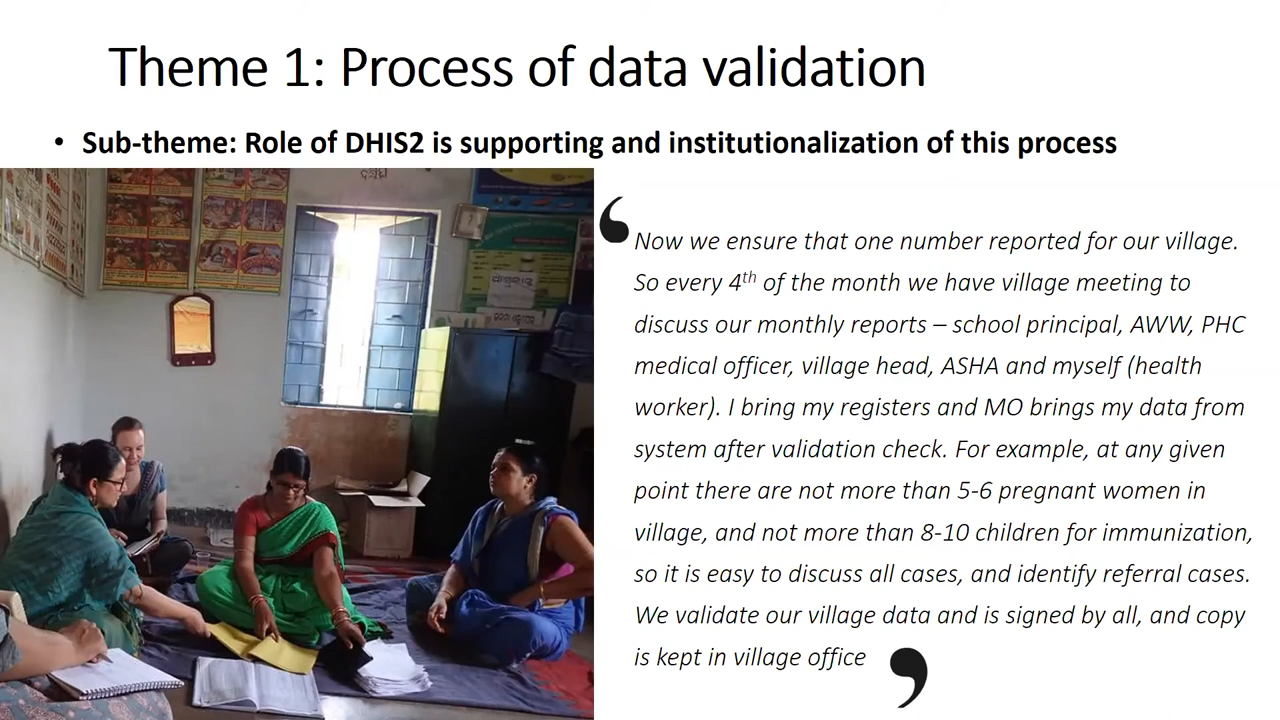 Theme 1: Process of data validation
• Sub-theme: Role of DHIS2 is supporting and institutionalization of this process
‘
Now we ensure that one number reported for our village.
So every 4th of the month we have village meeting to
discuss our monthly reports – school principal, AWW, PHC
medical officer, village head, ASHA and myself (health
worker). I bring my registers and MO brings my data from
system after validation check. For example, at any given
point there are not more than 5-6 pregnant women in
village, and not more than 8-10 children for immunization,
so it is easy to discuss all cases, and identify referral cases.
We validate our village data and is signed by all, and copy
is kept in village office
’